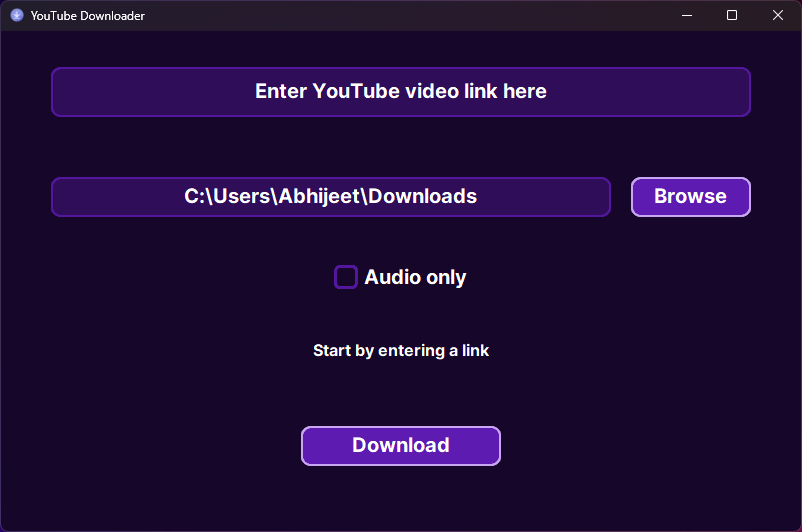 YouTube Downloader
Enter YouTube video link here
C:\Users\Abhijeet\Downloads
Browse
Audio only
Start by entering a link
Download